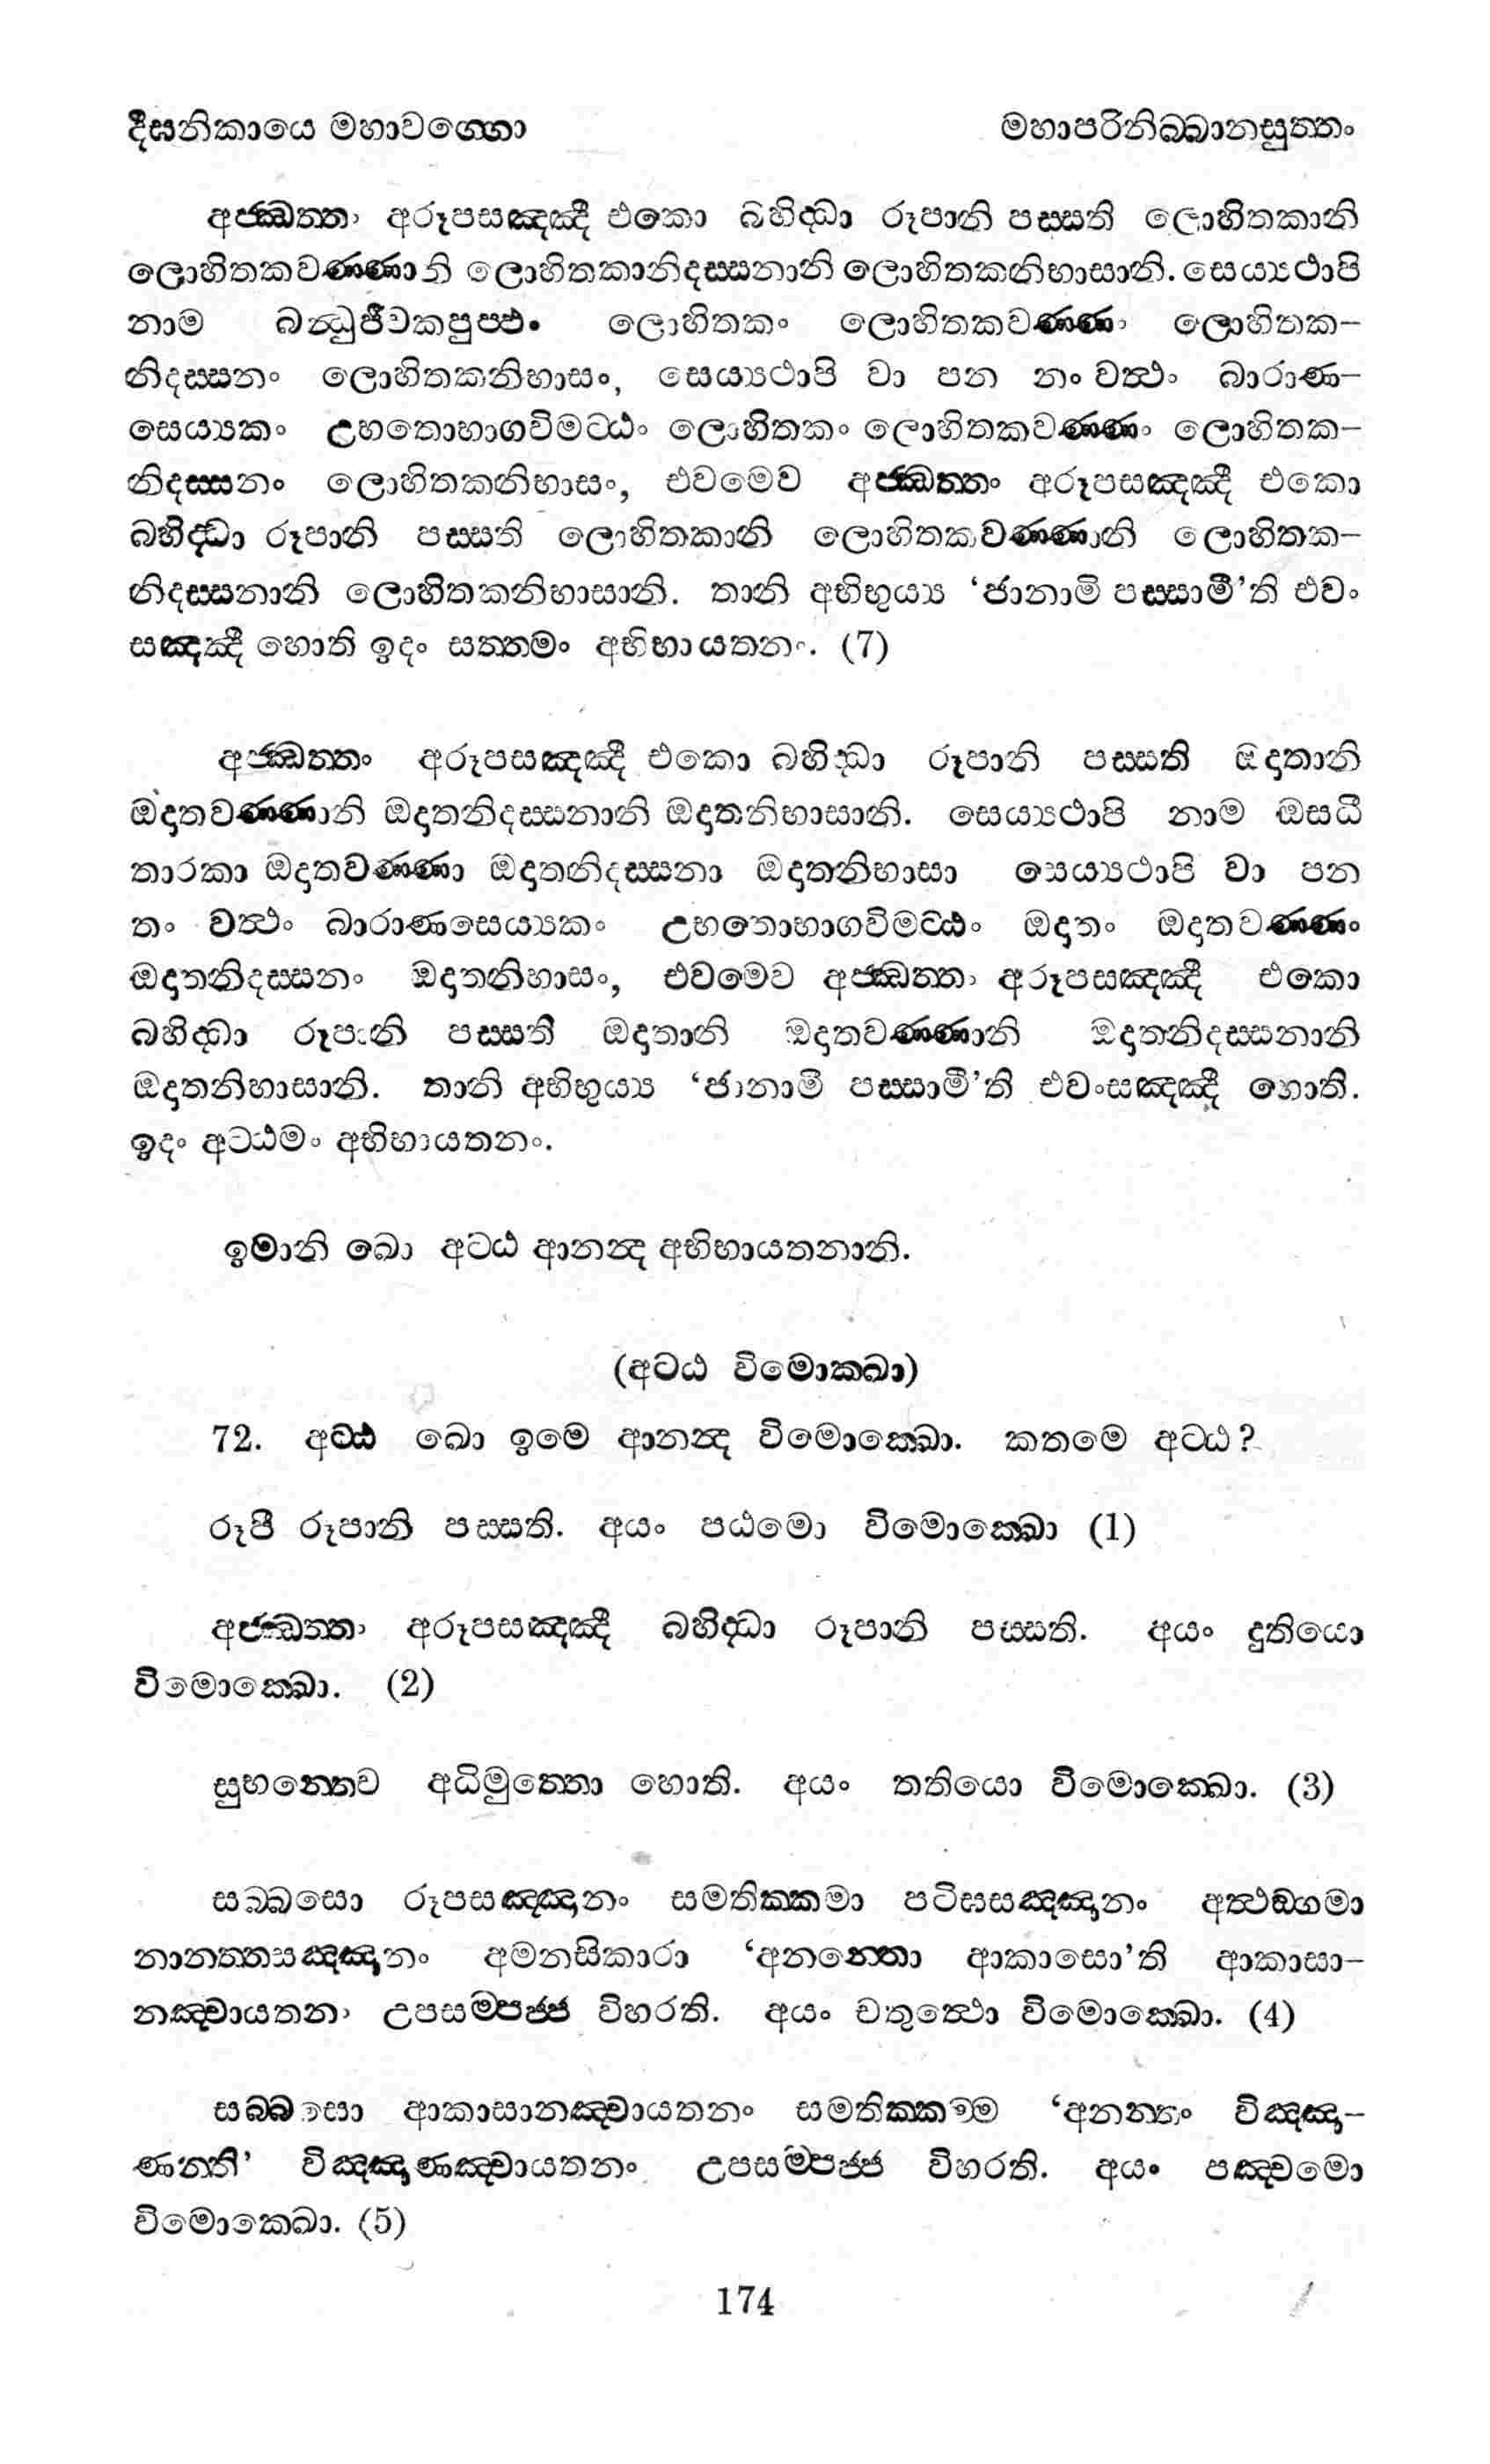 දීඝනිකායෙ මහාවග්ගො මහාපරිනිබ්බානසුත්තං
අජ්ඣත්තං අරූපසඤ්ඤී එකො බහිද්ධා රූපානි පස්සති ලොහිතකානි
ලොහිතකවණ්ණානි ලොහිතකානිදස්සනානි ලොහිතකනිභාසානි. සෙය්‍යථාපි
නාම බන්ධුජීවකපුප්ඵං ලොහිතකං ලොහිතකවණ්ණං ලොහිතක–
නිදස්සනං ලොහිතකනිභාසං, සෙය්‍යථාපි වා පන නං වත්ථං බාරාණ–
සෙය්‍යකං උභතොභාගවිමට්ඨං ලොහිතකං ලොහිතකවණ්ණං ලොහිතක–
නිදස්සනං ලොහිතකනිභාසං, එවමෙව අජ්ඣත්තං අරූපසඤ්ඤී එකො
බහිද්ධා රූපානි පස්සති ලොහිතකානි ලොහිතකවණ්ණානි ලොහිතක–
නිදස්සනානි ලොහිතකනිභාසානි. තානි අභිභුය්‍ය ‘ජානාමි පස්සාමී’ති එවං
සඤ්ඤී හොති ඉදං සත්තමං අභිභායතනං. (7)
අජ්ඣත්තං අරූපසඤ්ඤී එකො බහිද්ධා රූපානි පස්සති ඔදාතානි
ඔදාතවණ්ණානි ඔදාතනිදස්සනානි ඔදාතනිභාසානි. සෙය්‍යථාපි නාම ඔසධී
තාරකා ඔදාතවණ්ණා ඔදාතනිදස්සනා ඔදාතනිභාසා සෙය්‍යථාපි වා පන
තං වත්ථං බාරාණසෙය්‍යකං උභතොභාගවිමට්ඨං ඔදාතං ඔදාතවණ්ණං
ඔදාතනිදස්සනං ඔදාතනිභාසං, එවමෙව අජ්ඣත්තං අරූපසඤ්ඤී එකො
බහිද්ධා රූපානි පස්සති ඔදාතානි ඔදාතවණ්ණානි ඔදාතනිදස්සනානි
ඔදාතනිභාසානි. තානි අභිභුය්‍ය ‘ජානාමී පස්සාමී’ති එවංසඤ්ඤී හොති.
ඉදං අට්ඨමං අභිභායතනං.
ඉමානි ඛො අට්ඨ ආනන්ද අභිභායතනානි.
(අට්ඨ විමොක්ඛා)
72. අට්ඨ ඛො ඉමෙ ආනන්ද විමොක්ඛො. කතමෙ අට්ඨ?
රූපී රූපානි පස්සති. අයං පඨමො විමොක්ඛො (1)
අජ්ඣත්තං අරූපසඤ්ඤී බහිද්ධා රූපානි පස්සති. අයං දුතියො
විමොක්ඛො. (2)
සුභන්තෙව අධිමුත්තො හොති. අයං තතියො විමොක්ඛො. (3)
සබ්බසො රූපසඤ්ඤානං සමතික්කමා පටිඝසඤ්ඤානං අත්ථඞ්ගමා
නානත්තසඤ්ඤානං අමනසිකාරා ‘අනන්තො ආකාසො’ති ආකාසා–
නඤ්චායතනං උපසම්පජ්ජ විහරති. අයං චතුත්ථො විමොක්ඛො. (4)
සබ්බසො ආකාසානඤ්චායතනං සමතික්කම්ම ‘අනන්තං විඤ්ඤා–
ණන්ති’ විඤ්ඤාණඤ්චායතනං උපසම්පජ්ජ විහරති. අයං පඤ්චමො
විමොක්ඛො. (5)
174